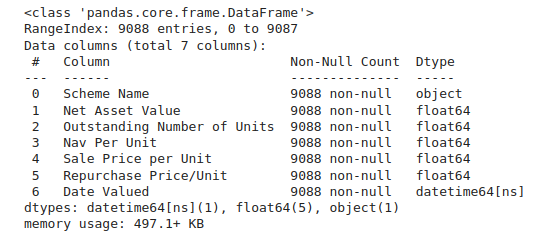 <class 'pandas.core.frame.DataFrame'>
RangeIndex: 9088 entries, 0 to 9087
Data columns (total 7 columns):
 #   Column                       Non-Null Count  Dtype
---  ------                       --------------  -----
 0   Scheme Name                  9088 non-null   object
 1   Net Asset Value              9088 non-null   float64
 2   Outstanding Number of Units  9088 non-null   float64
 3   Nav Per Unit                 9088 non-null   float64
 4   Sale Price per Unit          9088 non-null   float64
 5   Repurchase Price/Unit        9088 non-null   float64
 6   Date Valued                  9088 non-null   datetime64[ns]
dtypes: datetime64[ns](1), float64(5), object(1)
memory usage: 497.1+ KB